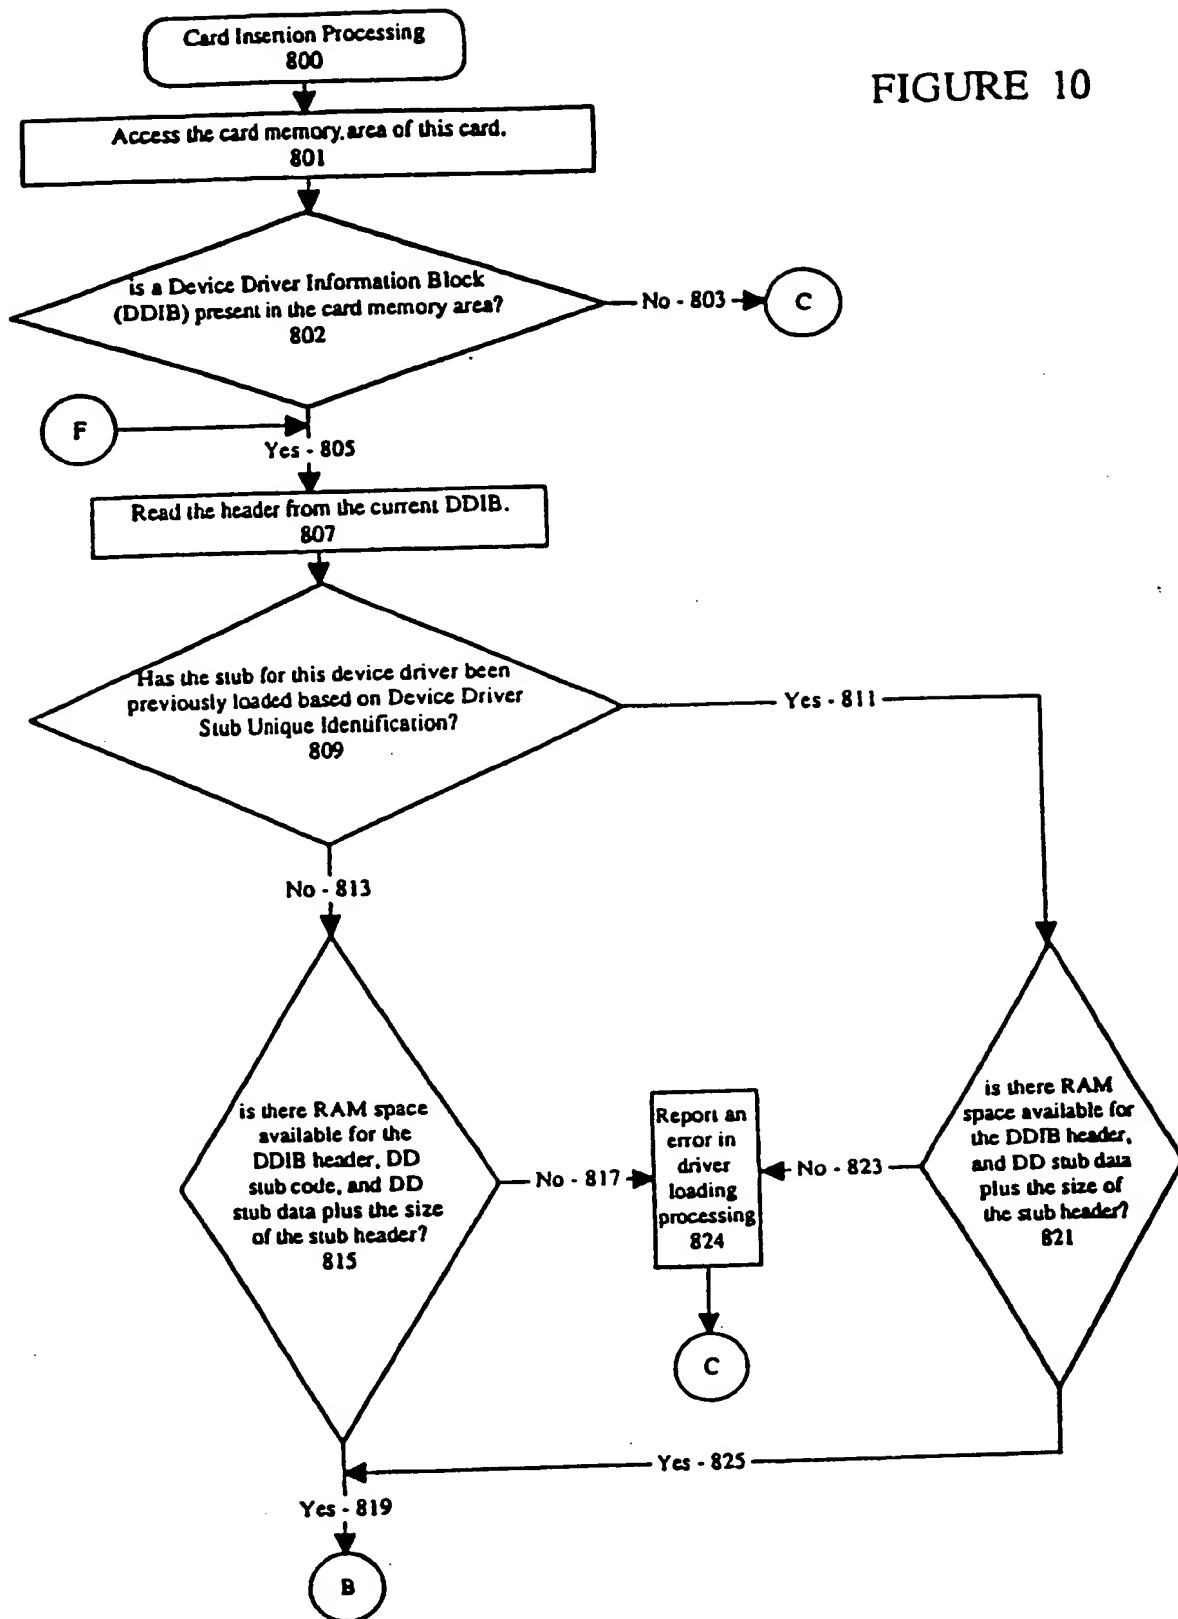 FIGURE 10
Card Insertion Processing
800
Access the card memory area of this card.
801
is a Device Driver Information Block
(DDIB) present in the card memory area?
802
No - 803
C
F
Yes - 805
Read the header from the current DDIB.
807
Has the stub for this device driver been
previously loaded based on Device Driver
Stub Unique Identification?
809
Yes - 811
No - 813
is there RAM space
available for the
DDIB header, DD
stub code, and DD
stub data plus the size
of the stub header?
815
No - 817
Report an
error in
driver
loading
processing
824
No - 823
is there RAM
space available for
the DDIB header,
and DD stub data
plus the size of
the stub header?
821
C
Yes - 825
Yes - 819
B